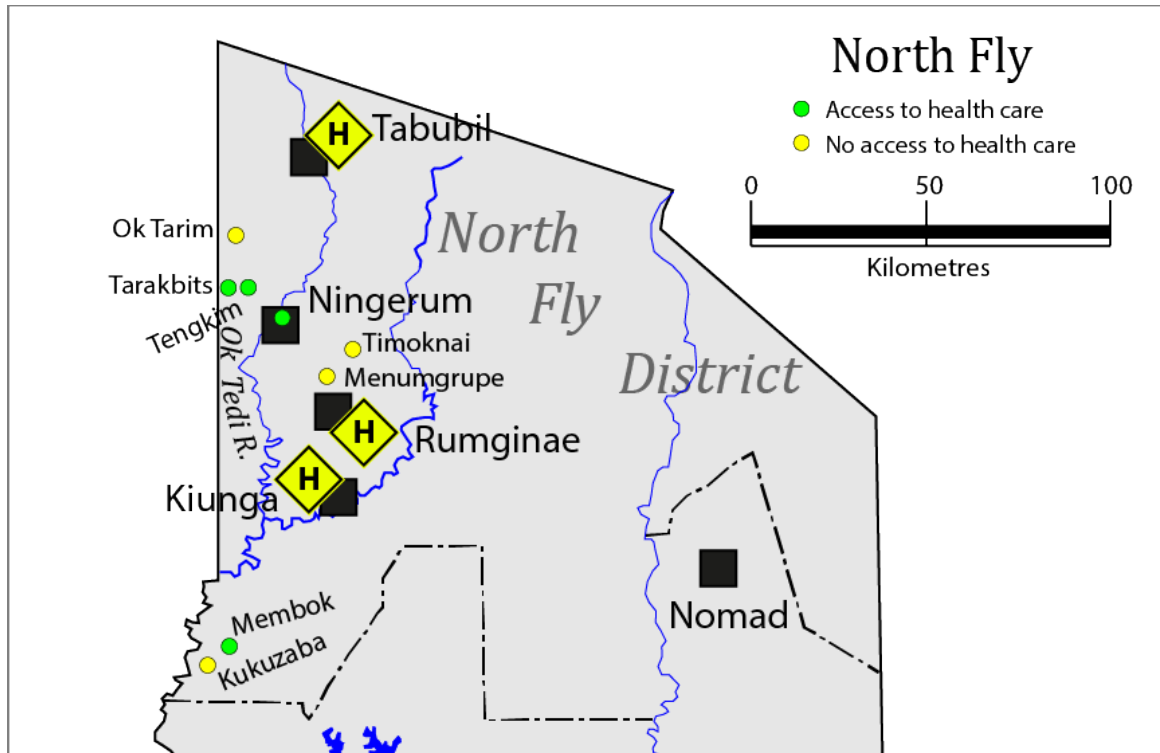 North Fly
Access to health care
No access to health care
0 50 100
Kilometres
H
Tabubil
Ok Tarim
North
Fly
District
Tarakbits
Tengkim
Ningerum
Ok Tedi R.
Timoknai
Menumgrupe
H
Rumginae
H
Kiunga
Nomad
Membok
Kukuzaba